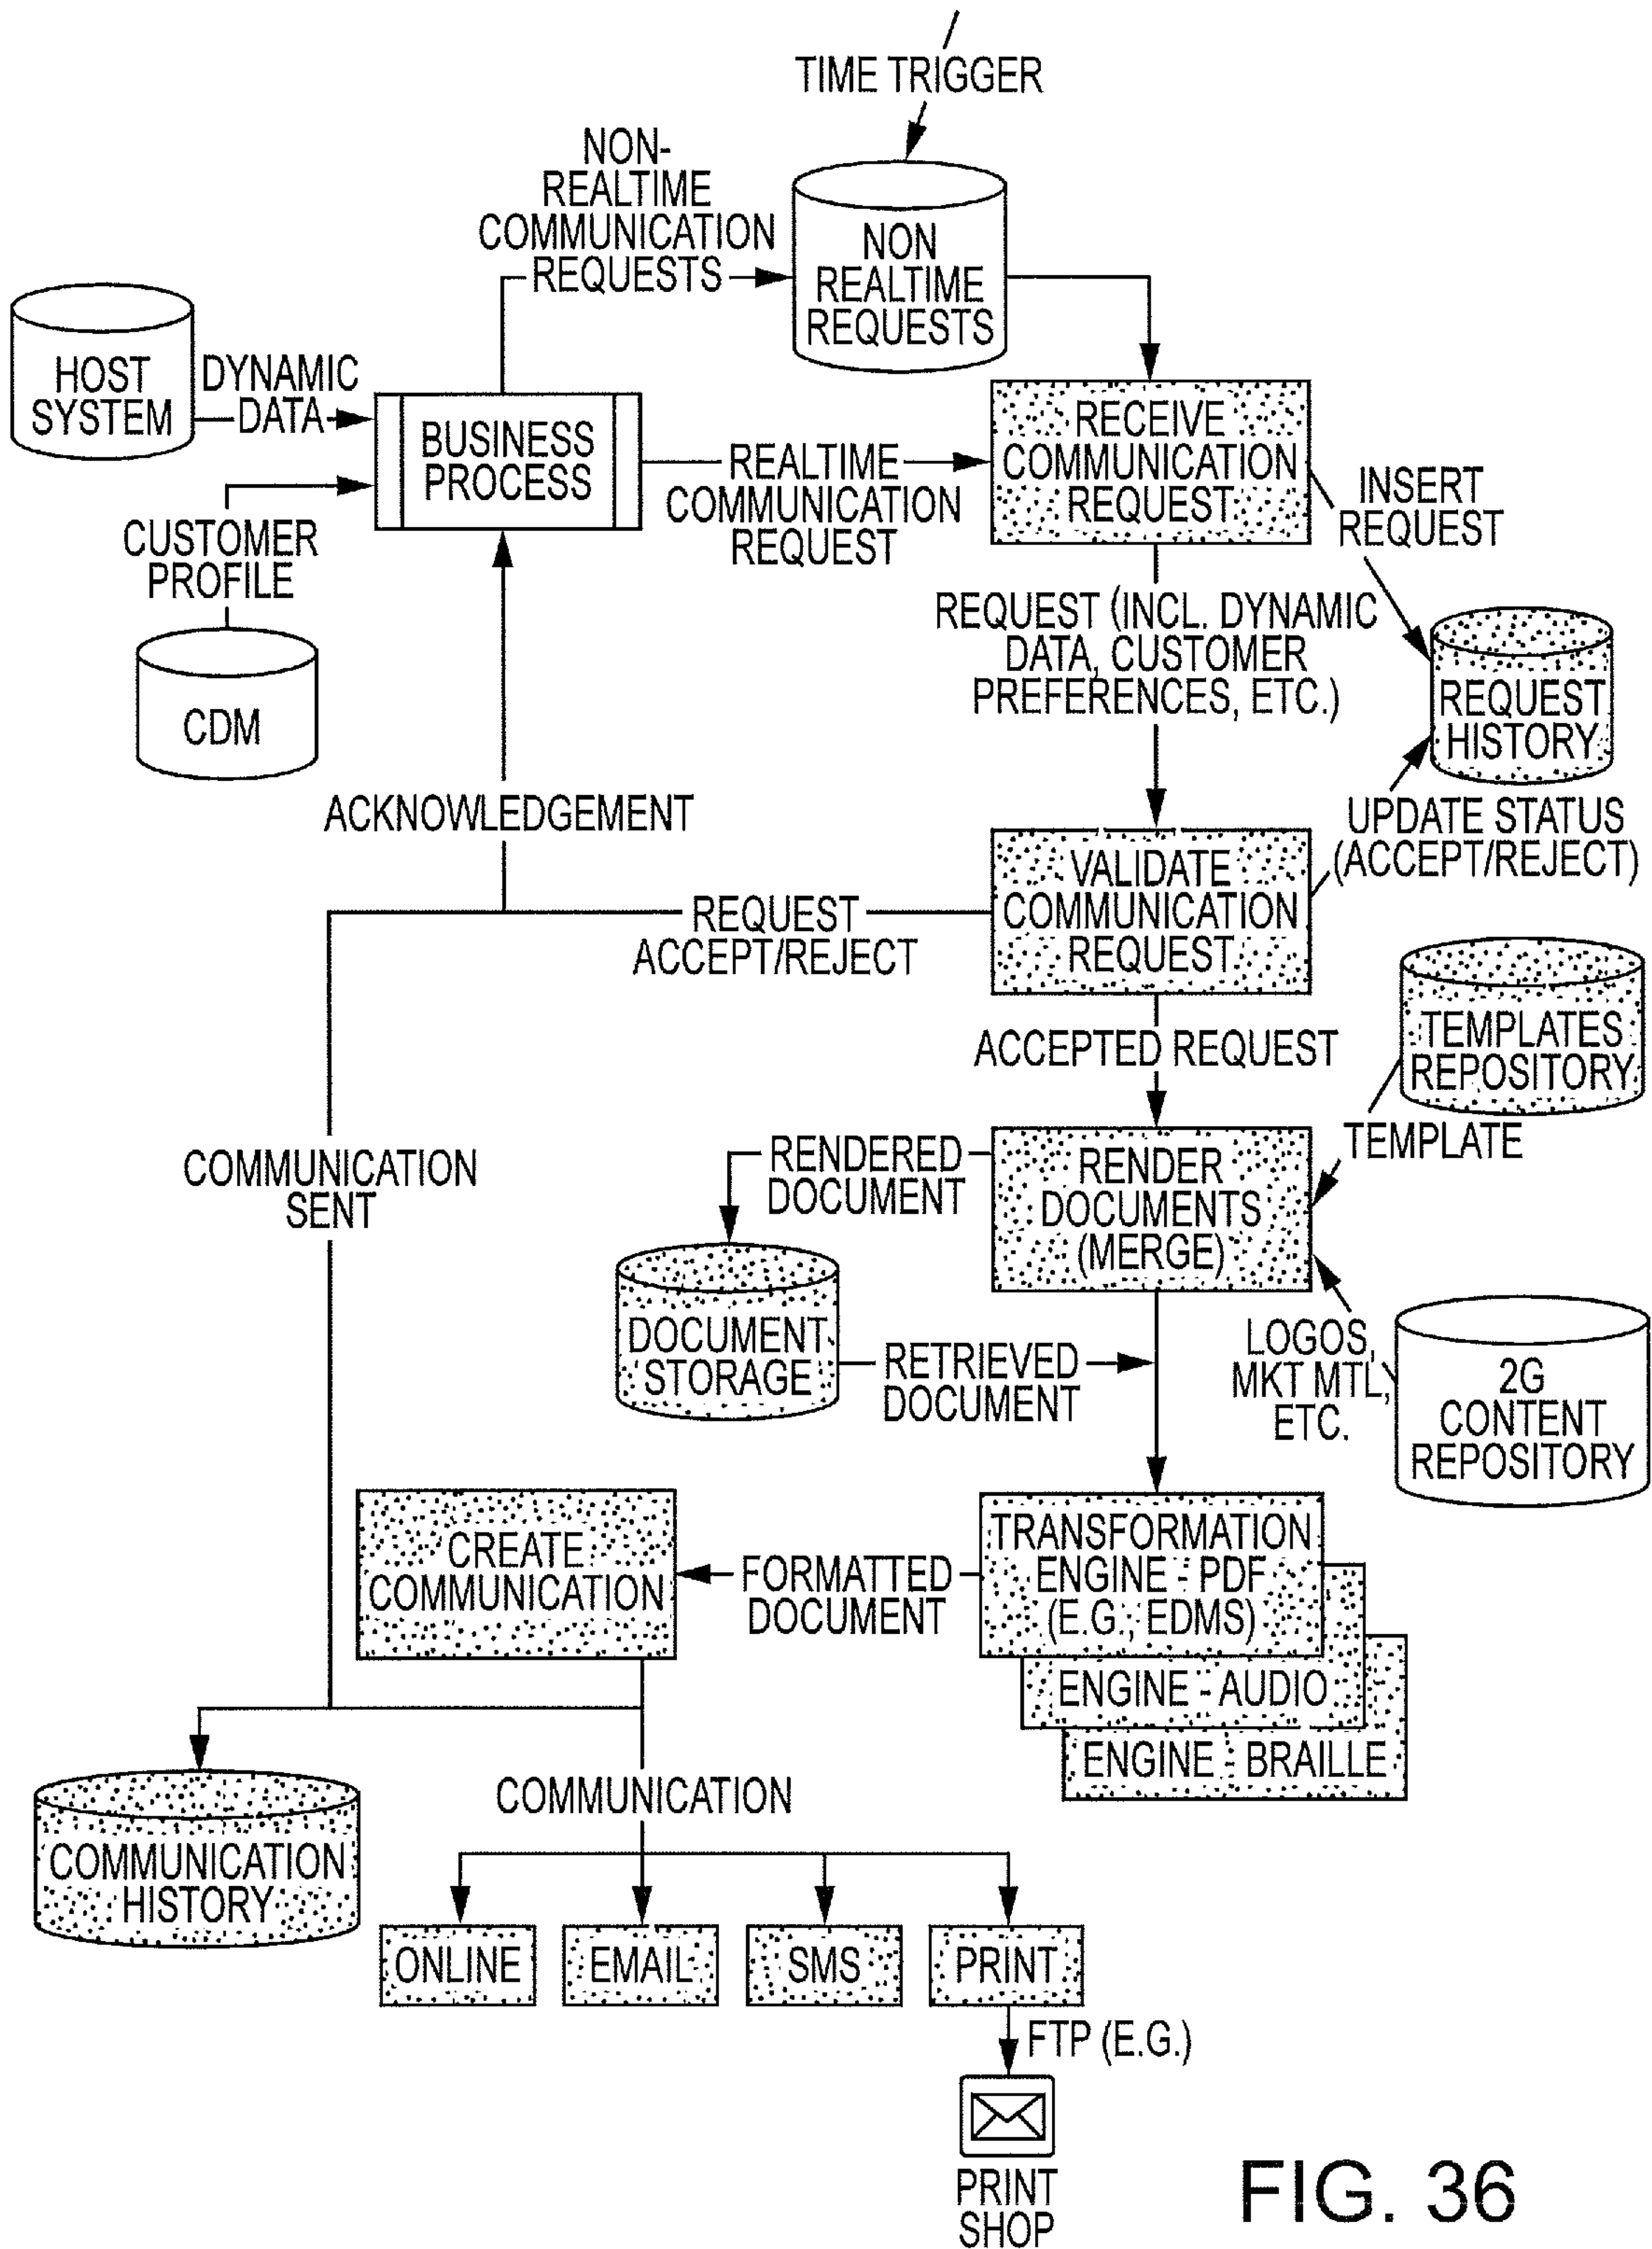 TIME TRIGGER
NON-
REALTIME
COMMUNICATION
REQUESTS
NON
REALTIME
REQUESTS
HOST
SYSTEM
DYNAMIC
DATA
BUSINESS
PROCESS
REALTIME
COMMUNICATION
REQUEST
RECEIVE
COMMUNICATION
REQUEST
INSERT
REQUEST
CUSTOMER
PROFILE
CDM
REQUEST (INCL. DYNAMIC
DATA, CUSTOMER
PREFERENCES, ETC.)
REQUEST
HISTORY
ACKNOWLEDGEMENT
UPDATE STATUS
(ACCEPT/REJECT)
VALIDATE
COMMUNICATION
REQUEST
REQUEST
ACCEPT/REJECT
ACCEPTED REQUEST
TEMPLATES
REPOSITORY
TEMPLATE
COMMUNICATION
SENT
RENDERED
DOCUMENT
RENDER
DOCUMENTS
(MERGE)
DOCUMENT
STORAGE
RETRIEVED
DOCUMENT
LOGOS,
MKT MTL,
ETC.
2G
CONTENT
REPOSITORY
CREATE
COMMUNICATION
FORMATTED
DOCUMENT
TRANSFORMATION
ENGINE - PDF
(E.G., EDMS)
ENGINE - AUDIO
ENGINE - BRAILLE
COMMUNICATION
COMMUNICATION
HISTORY
ONLINE
EMAIL
SMS
PRINT
FTP (E.G.)
PRINT
SHOP
FIG. 36